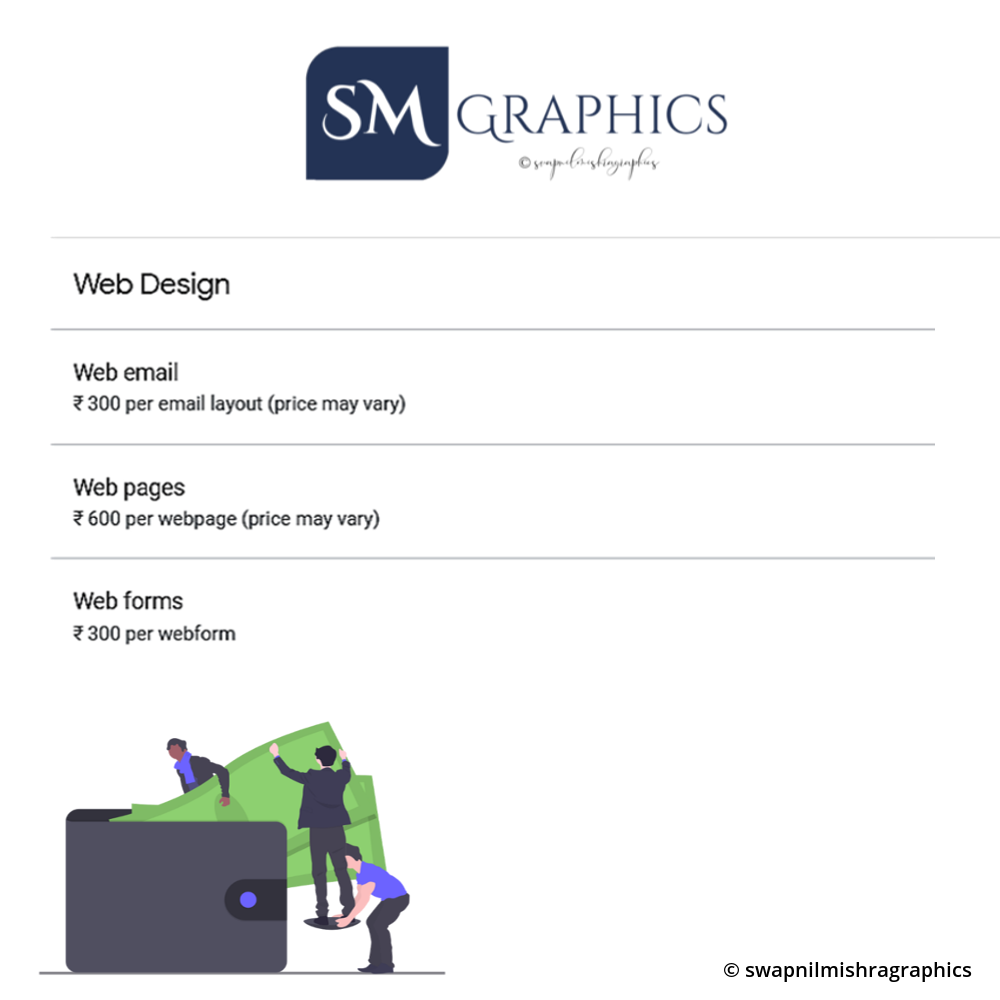 SM GRAPHICS
© swapnilmishragraphics
Web Design
Web email
₹ 300 per email layout (price may vary)
Web pages
₹ 600 per webpage (price may vary)
Web forms
₹ 300 per webform
© swapnilmishragraphics